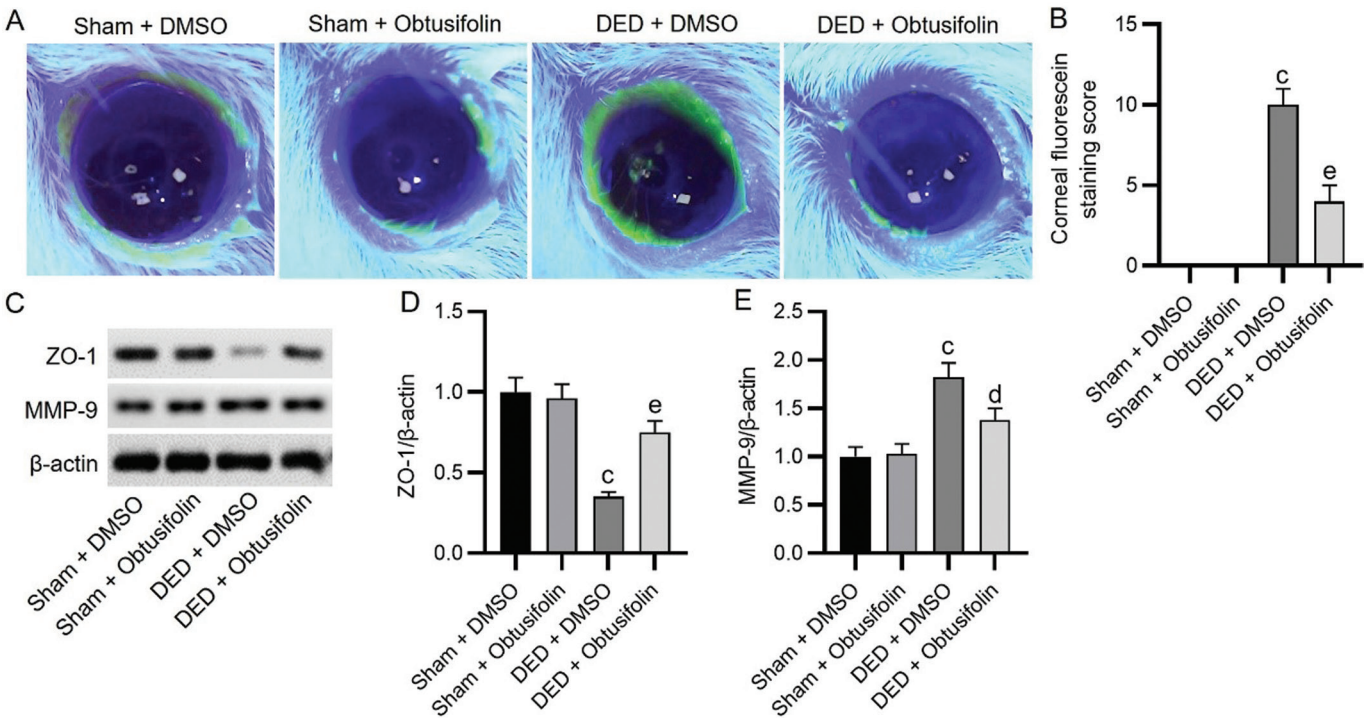 A
Sham + DMSO
Sham + Obtusifolin
DED + DMSO
DED + Obtusifolin
B
Corneal fluorescein
staining score
15
10
5
0
c
e
Sham + DMSO
Sham + Obtusifolin
DED + DMSO
DED + Obtusifolin
C
ZO-1
MMP-9
β-actin
Sham + DMSO
Sham + Obtusifolin
DED + DMSO
DED + Obtusifolin
D
ZO-1/β-actin
1.5
1.0
0.5
0.0
c
e
Sham + DMSO
Sham + Obtusifolin
DED + DMSO
DED + Obtusifolin
E
MMP-9/β-actin
2.5
2.0
1.5
1.0
0.5
0.0
c
d
Sham + DMSO
Sham + Obtusifolin
DED + DMSO
DED + Obtusifolin